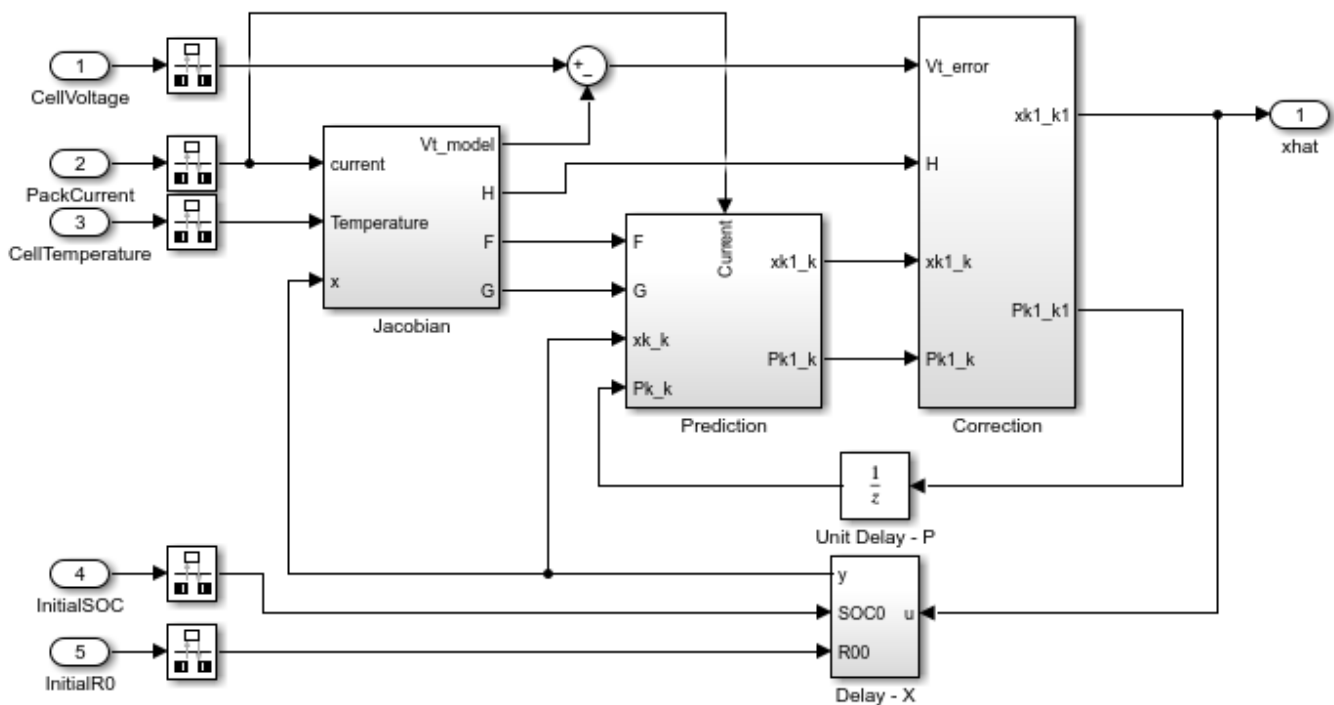 1
CellVoltage
2
PackCurrent
3
CellTemperature
current
Temperature
x
Vt_model
H
F
G
Jacobian
+
-
F
G
xk_k
Pk_k
Current
xk1_k
Pk1_k
Prediction
Vt_error
H
xk1_k
Pk1_k
xk1_k1
Pk1_k1
Correction
1
xhat
1
z
Unit Delay - P
4
InitialSOC
5
InitialR0
y
SOC0
R00
u
Delay - X